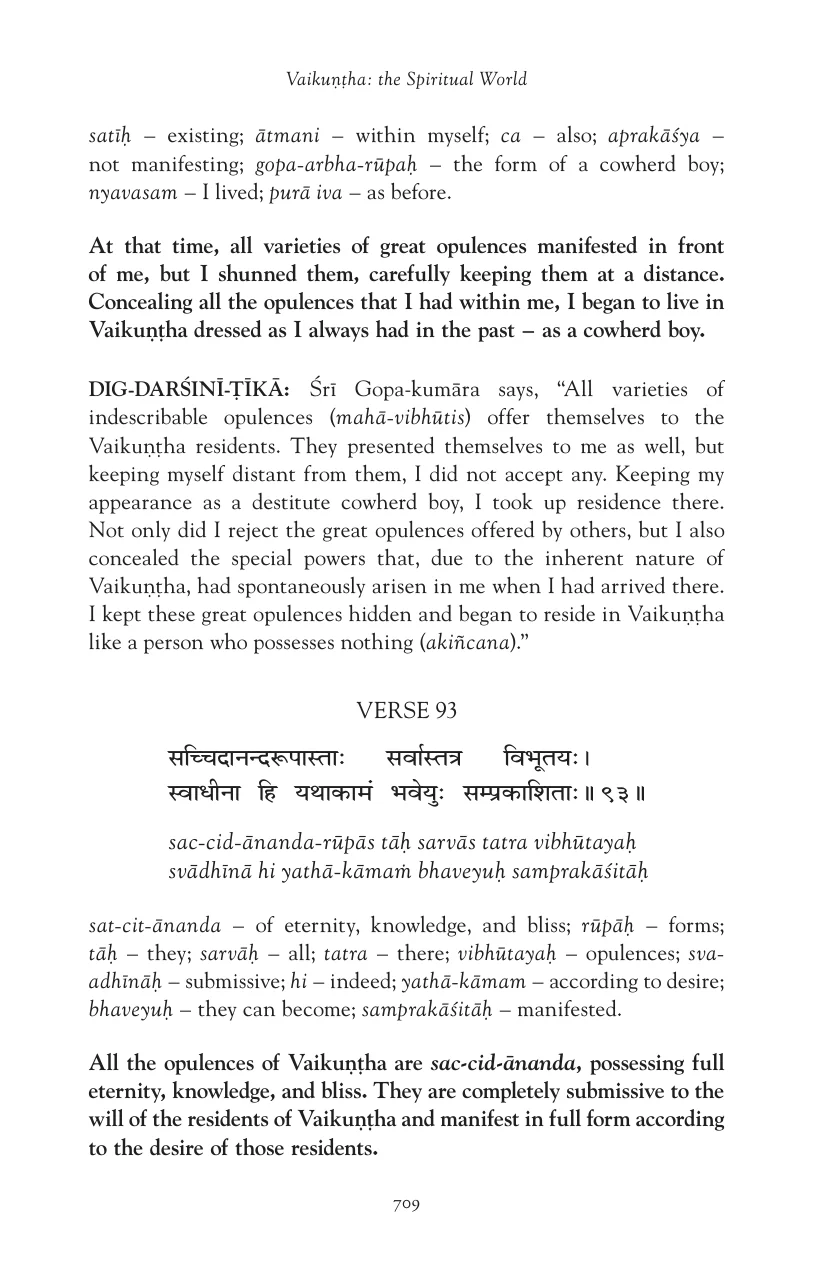 Vaikuṇṭha: the Spiritual World
satīḥ – existing; ātmani – within myself; ca – also; aprakāśya –
not manifesting; gopa-arbha-rūpaḥ – the form of a cowherd boy;
nyavasam – I lived; purā iva – as before.
At that time, all varieties of great opulences manifested in front
of me, but I shunned them, carefully keeping them at a distance.
Concealing all the opulences that I had within me, I began to live in
Vaikuṇṭha dressed as I always had in the past – as a cowherd boy.
DIG-DARŚINĪ-ṬĪKĀ: Śrī Gopa-kumāra says, “All varieties of
indescribable opulences (mahā-vibhūtis) offer themselves to the
Vaikuṇṭha residents. They presented themselves to me as well, but
keeping myself distant from them, I did not accept any. Keeping my
appearance as a destitute cowherd boy, I took up residence there.
Not only did I reject the great opulences offered by others, but I also
concealed the special powers that, due to the inherent nature of
Vaikuṇṭha, had spontaneously arisen in me when I had arrived there.
I kept these great opulences hidden and began to reside in Vaikuṇṭha
like a person who possesses nothing (akiñcana).”
VERSE 93
सच्चिदानन्दरूपास्ताः सर्वास्तत्र विभूतयः।
स्वाधीना हि यथाकामं भवेयुः सम्प्रकाशिताः॥९३॥
sac-cid-ānanda-rūpās tāḥ sarvās tatra vibhūtayaḥ
svādhīnā hi yathā-kāmaṁ bhaveyuḥ samprakāśitāḥ
sat-cit-ānanda – of eternity, knowledge, and bliss; rūpāḥ – forms;
tāḥ – they; sarvāḥ – all; tatra – there; vibhūtayaḥ – opulences; sva-
adhīnāḥ – submissive; hi – indeed; yathā-kāmam – according to desire;
bhaveyuḥ – they can become; samprakāśitāḥ – manifested.
All the opulences of Vaikuṇṭha are sac-cid-ānanda, possessing full
eternity, knowledge, and bliss. They are completely submissive to the
will of the residents of Vaikuṇṭha and manifest in full form according
to the desire of those residents.
709